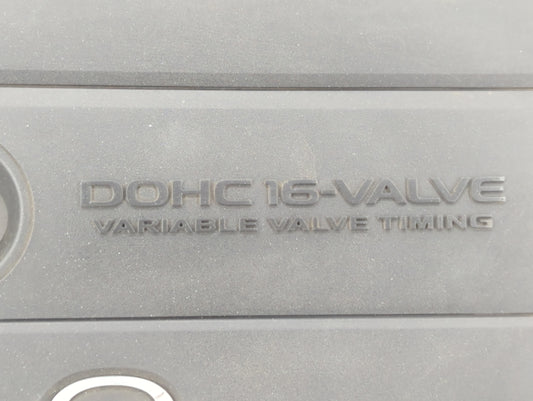 DOHC 16-VALVE
VARIABLE VALVE TIMING